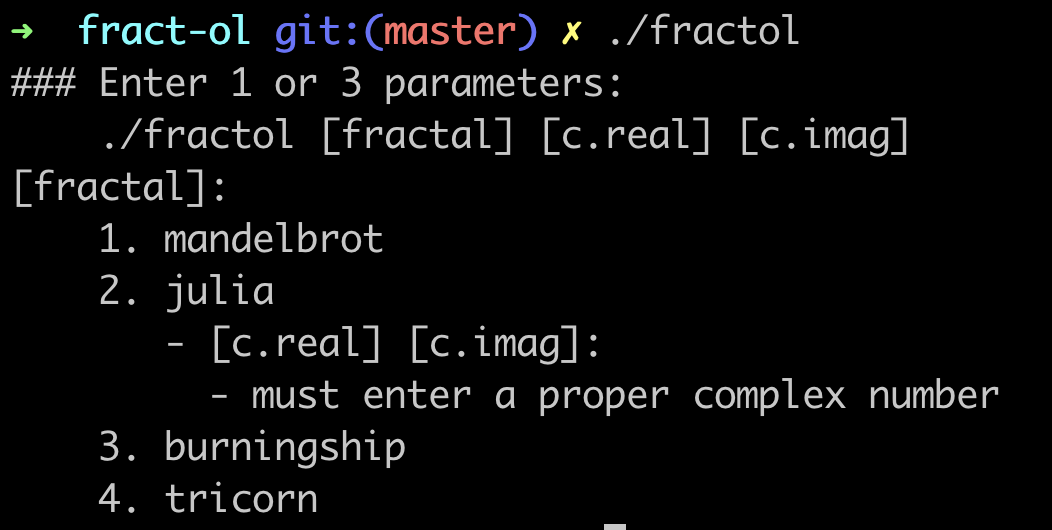 ➜  fract-ol git:(master) ✗ ./fractol
### Enter 1 or 3 parameters:
    ./fractol [fractal] [c.real] [c.imag]
[fractal]:
    1. mandelbrot
    2. julia
       - [c.real] [c.imag]:
         - must enter a proper complex number
    3. burningship
    4. tricorn